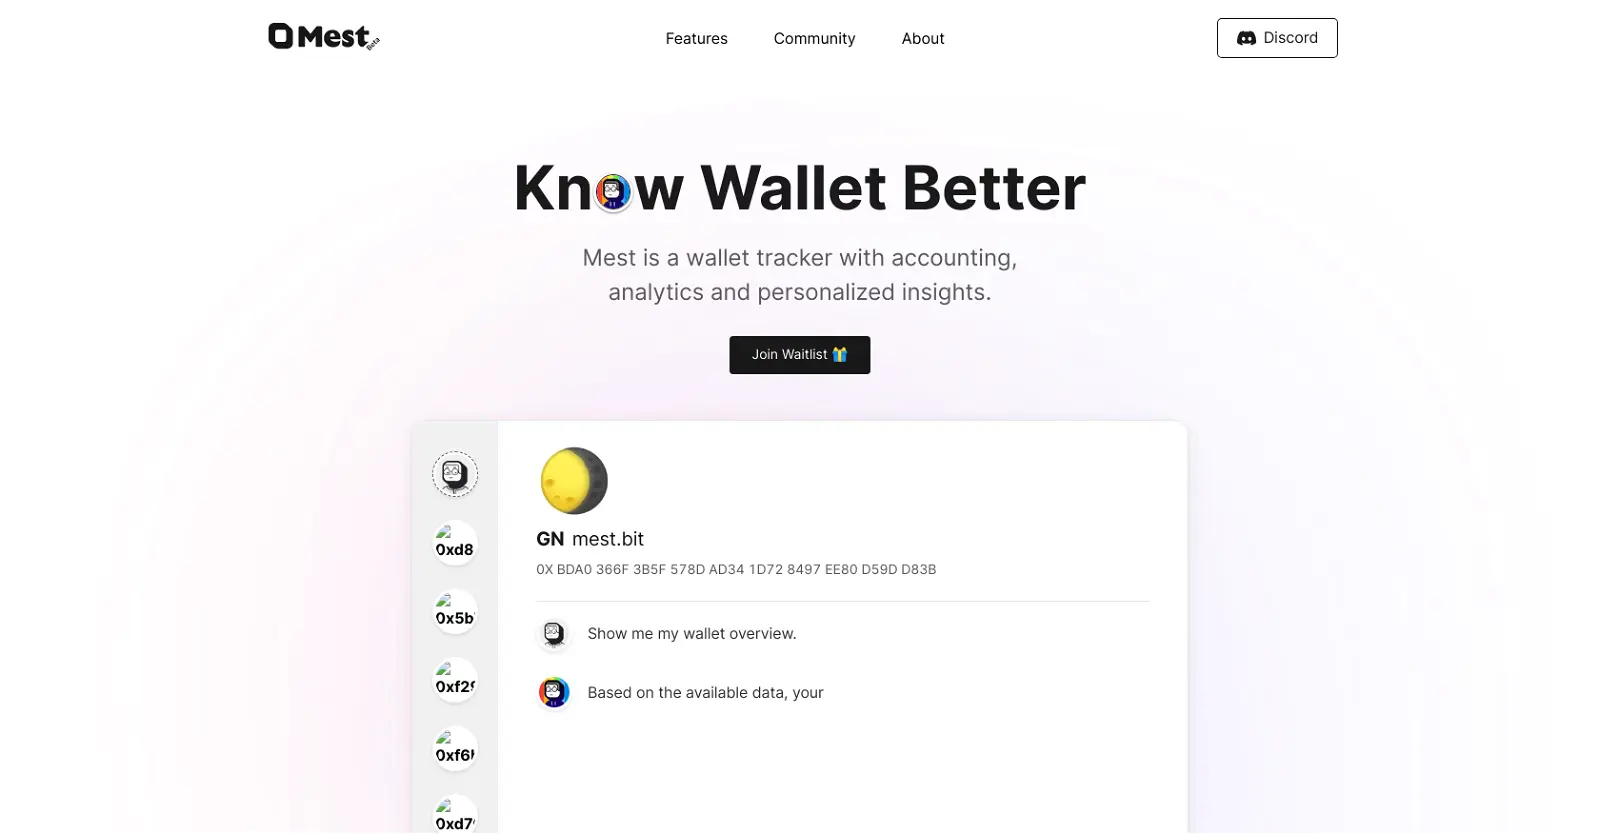 Mest Beta
Features
Community
About
Discord
Know Wallet Better
Mest is a wallet tracker with accounting,
analytics and personalized insights.
Join Waitlist
GN mest.bit
0X BDA0 366F 3B5F 578D AD34 1D72 8497 EE80 D59D D83B
Show me my wallet overview.
Based on the available data, your
0xd8
0x5b
0xf29
0xf6
0xd7